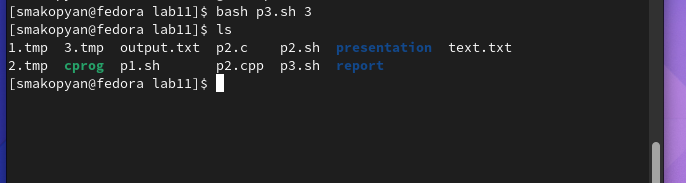 [smakopyan@fedora lab11]$ bash p3.sh 3
[smakopyan@fedora lab11]$ ls
1.tmp  3.tmp  output.txt  p2.c    p2.sh  presentation  text.txt
2.tmp  cprog  p1.sh       p2.cpp  p3.sh  report
[smakopyan@fedora lab11]$